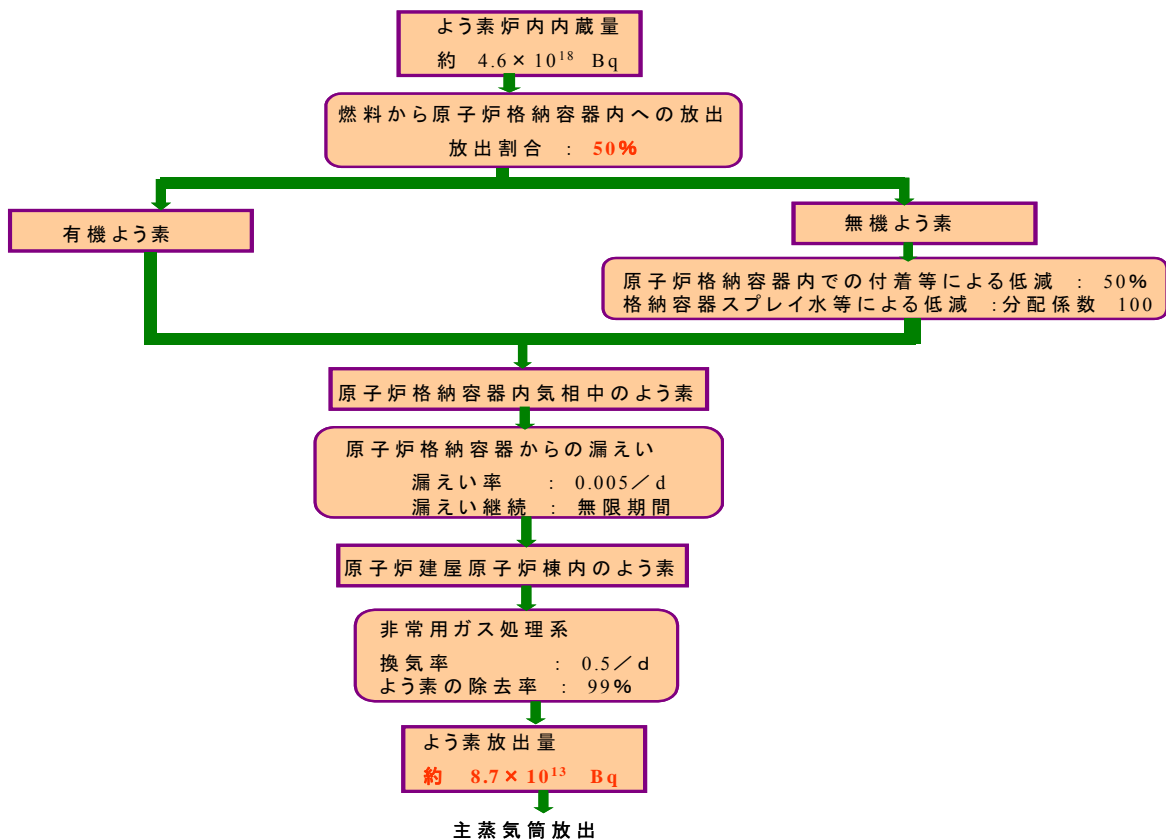 よう素炉内内蔵量
約 4.6×10¹⁸ Bq
燃料から原子炉格納容器内への放出
放出割合 : 50%
有機よう素
無機よう素
原子炉格納容器内での付着等による低減 : 50%
格納容器スプレイ水等による低減 :分配係数 100
原子炉格納容器内気相中のよう素
原子炉格納容器からの漏えい
漏えい率 : 0.005/d
漏えい継続 : 無限期間
原子炉建屋原子炉棟内のよう素
非常用ガス処理系
換気率 : 0.5/d
よう素の除去率 : 99%
よう素放出量
約 8.7×10¹³ Bq
主蒸気筒放出